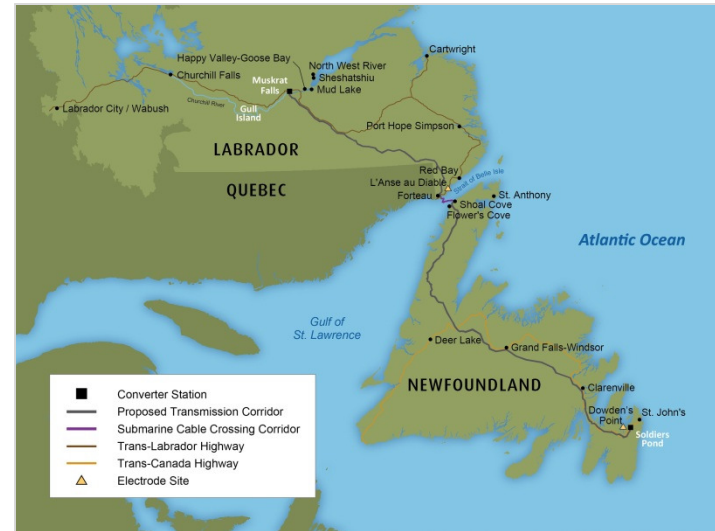 Cartwright
Happy Valley-Goose Bay
North West River
Sheshatshiu
Churchill Falls
Muskrat
Falls
Mud Lake
Labrador City / Wabush
Churchill River
Gull
Island
Port Hope Simpson
LABRADOR
Red Bay
QUEBEC
L'Anse au Diable
Strait of Belle Isle
Forteau
St. Anthony
Shoal Cove
Flower's Cove
Atlantic Ocean
Gulf of
St. Lawrence
Deer Lake
Grand Falls-Windsor
NEWFOUNDLAND
Clarenville
Dowden's
Point
St. John's
Soldiers
Pond
Converter Station
Proposed Transmission Corridor
Submarine Cable Crossing Corridor
Trans-Labrador Highway
Trans-Canada Highway
Electrode Site